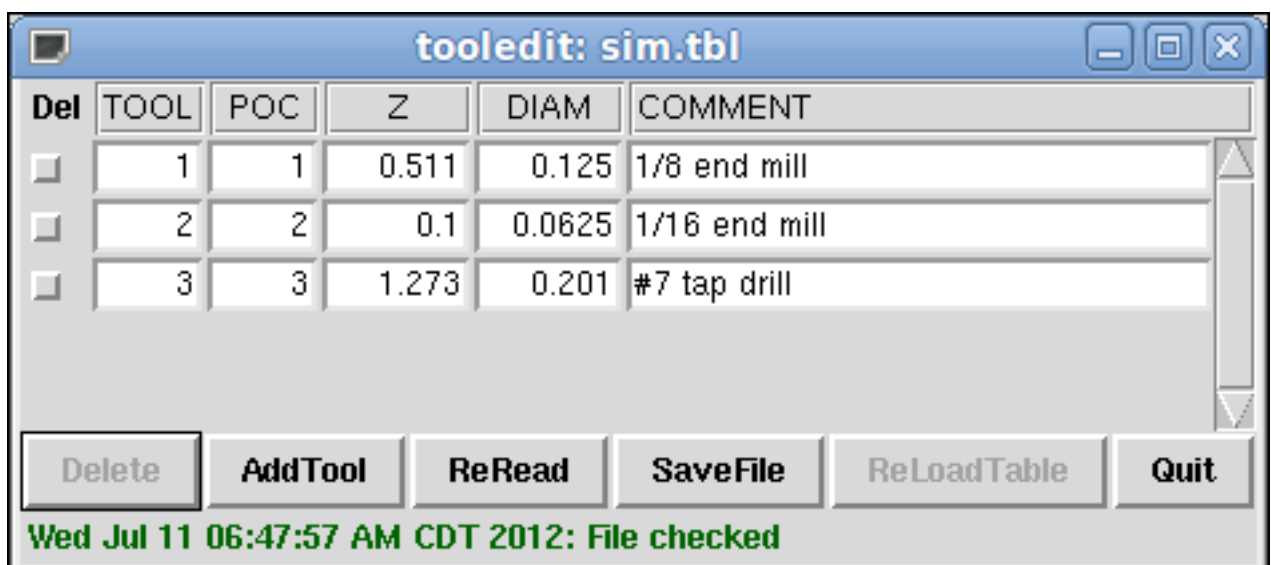 tooledit: sim.tbl
Del TOOL POC Z DIAM COMMENT
1 1 0.511 0.125 1/8 end mill
2 2 0.1 0.0625 1/16 end mill
3 3 1.273 0.201 #7 tap drill
Delete AddTool ReRead SaveFile ReLoadTable Quit
Wed Jul 11 06:47:57 AM CDT 2012: File checked